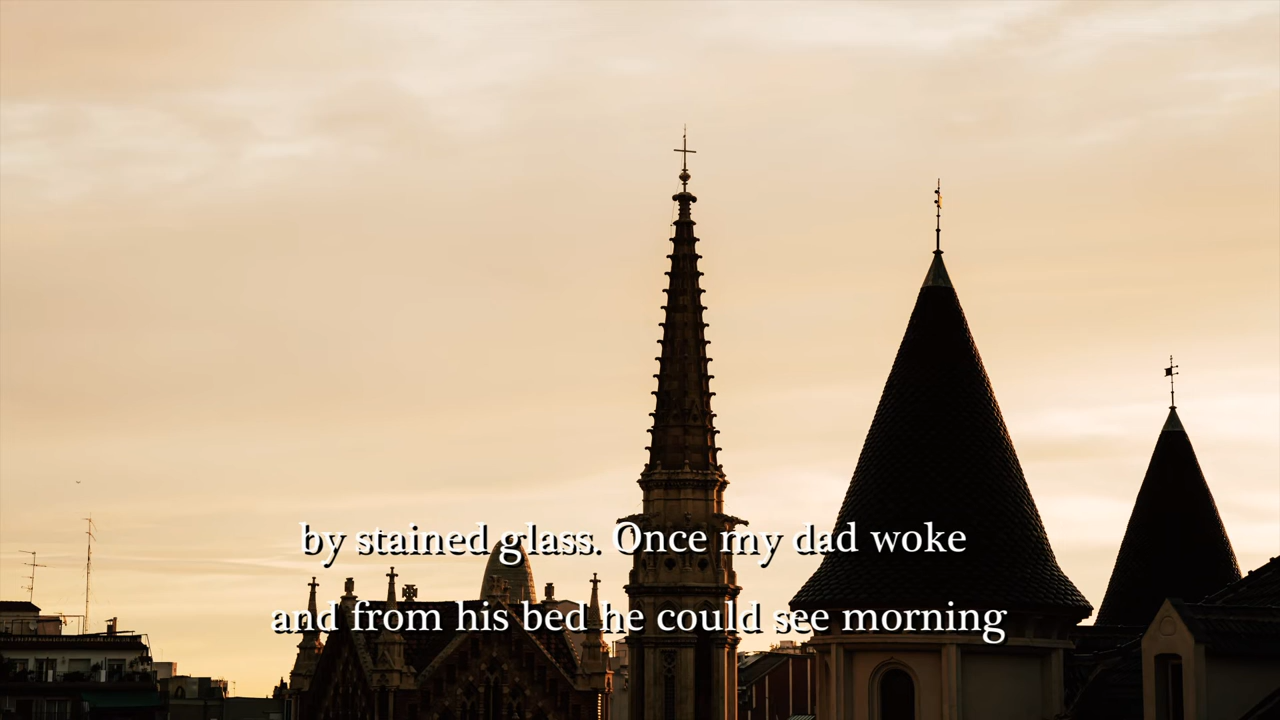 by stained glass. Once my dad woke
and from his bed he could see morning